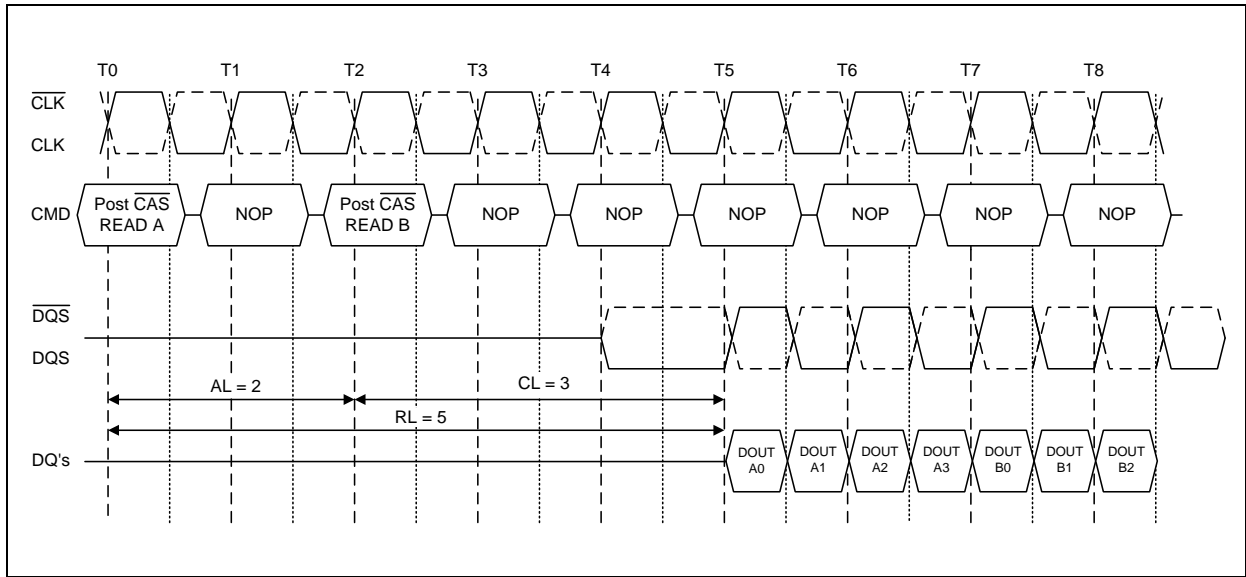 T0 T1 T2 T3 T4 T5 T6 T7 T8
CLK
CLK
CMD
Post CAS
READ A
NOP
Post CAS
READ B
NOP
NOP
NOP
NOP
NOP
NOP
DQS
DQS
AL = 2
CL = 3
RL = 5
DQ's
DOUT
A0
DOUT
A1
DOUT
A2
DOUT
A3
DOUT
B0
DOUT
B1
DOUT
B2